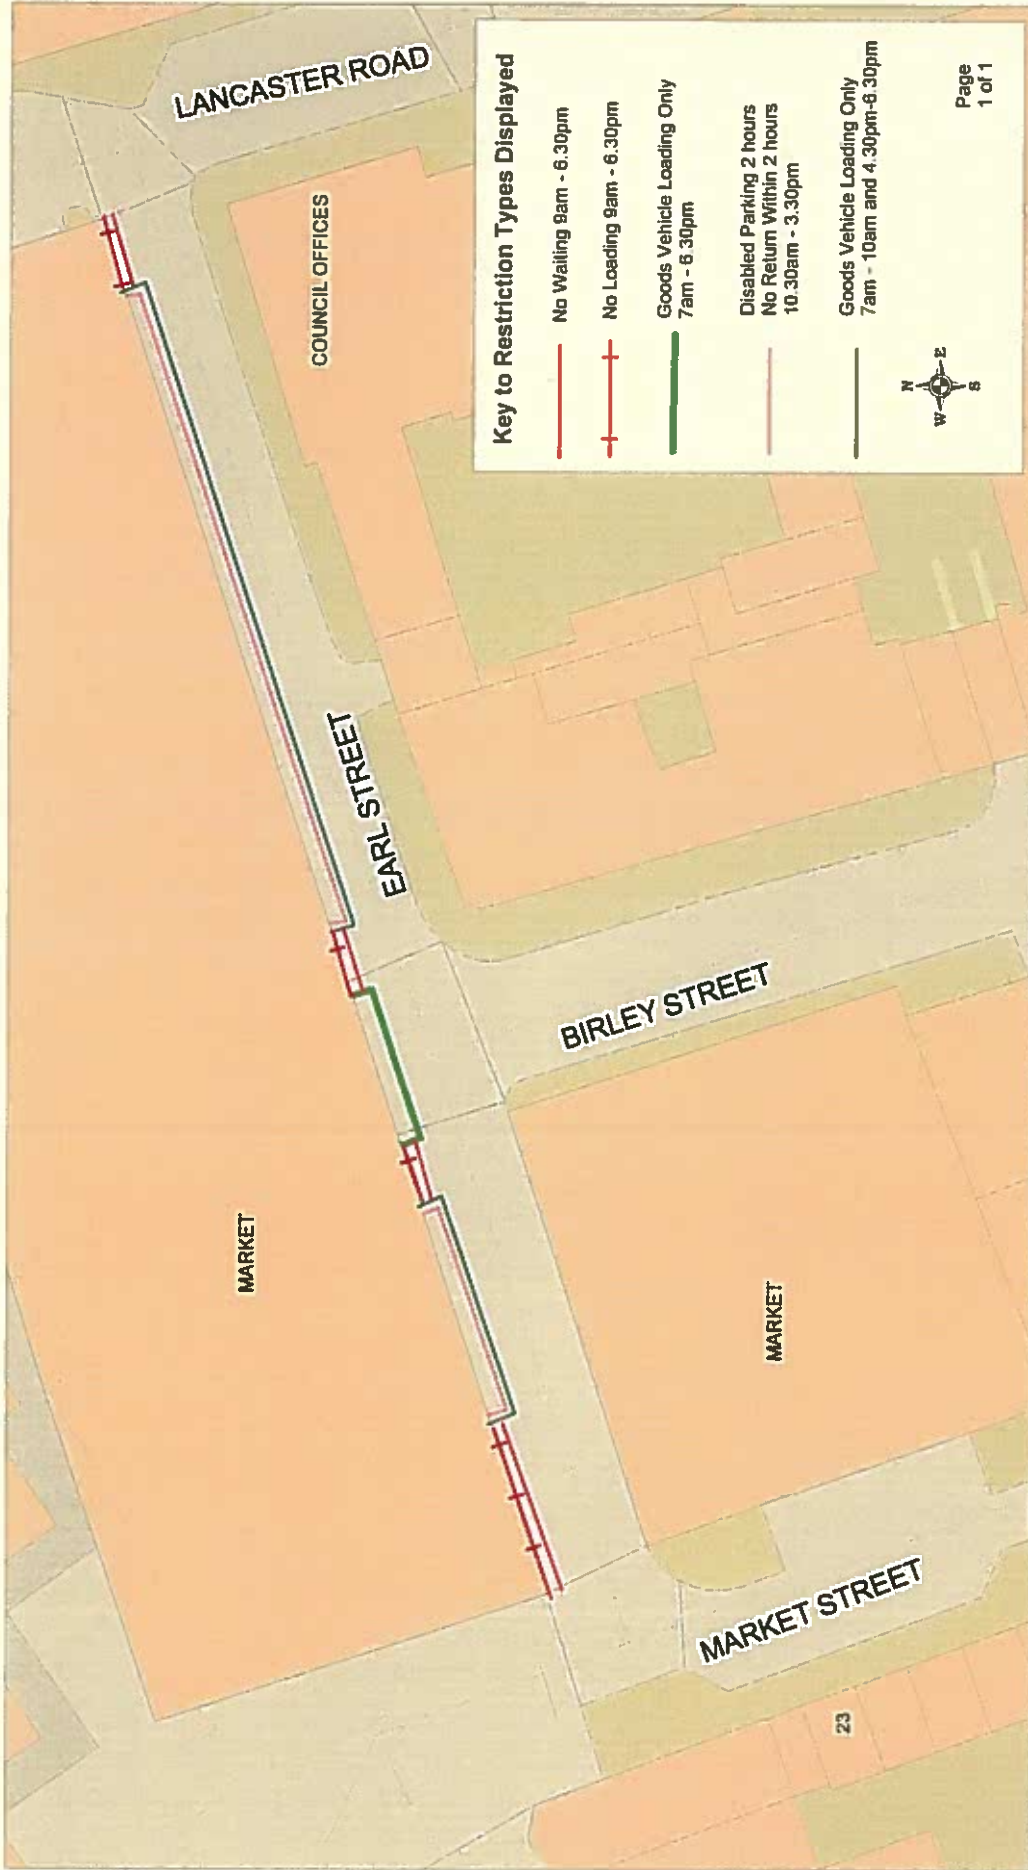 LANCASTER ROAD
COUNCIL OFFICES
EARL STREET
BIRLEY STREET
MARKET
MARKET
MARKET STREET
23
Key to Restriction Types Displayed
No Waiting 9am - 6.30pm
No Loading 9am - 6.30pm
Goods Vehicle Loading Only
7am - 6.30pm
Disabled Parking 2 hours
No Return Within 2 hours
10.30am - 3.30pm
Goods Vehicle Loading Only
7am - 10am and 4.30pm-6.30pm
N
W
E
S
Page
1 of 1